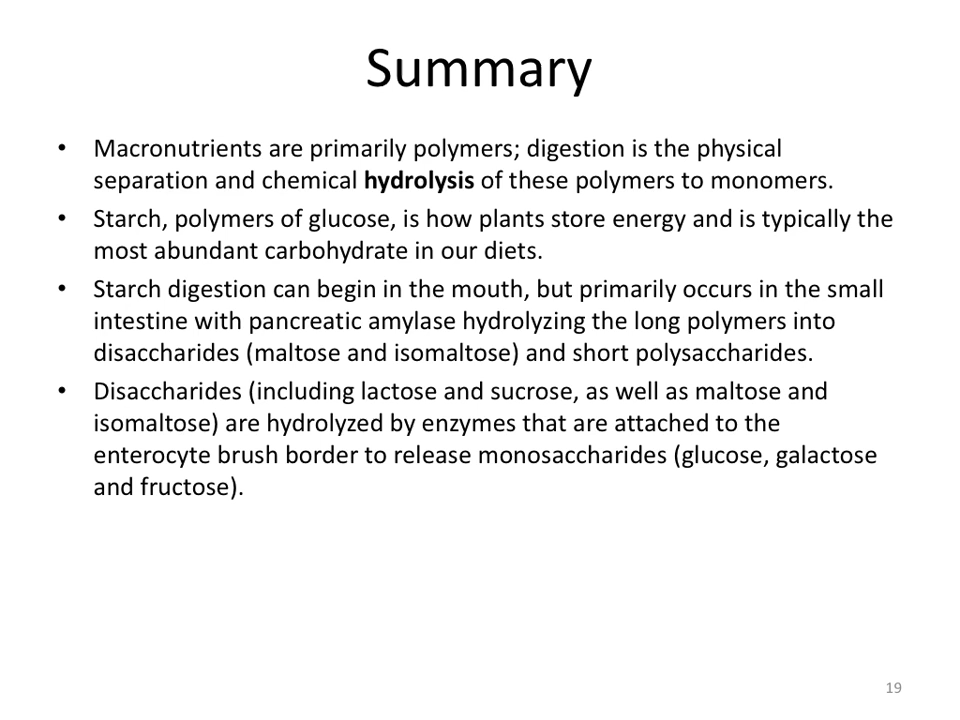 Summary
• Macronutrients are primarily polymers; digestion is the physical
separation and chemical hydrolysis of these polymers to monomers.
• Starch, polymers of glucose, is how plants store energy and is typically the
most abundant carbohydrate in our diets.
• Starch digestion can begin in the mouth, but primarily occurs in the small
intestine with pancreatic amylase hydrolyzing the long polymers into
disaccharides (maltose and isomaltose) and short polysaccharides.
• Disaccharides (including lactose and sucrose, as well as maltose and
isomaltose) are hydrolyzed by enzymes that are attached to the
enterocyte brush border to release monosaccharides (glucose, galactose
and fructose).
19